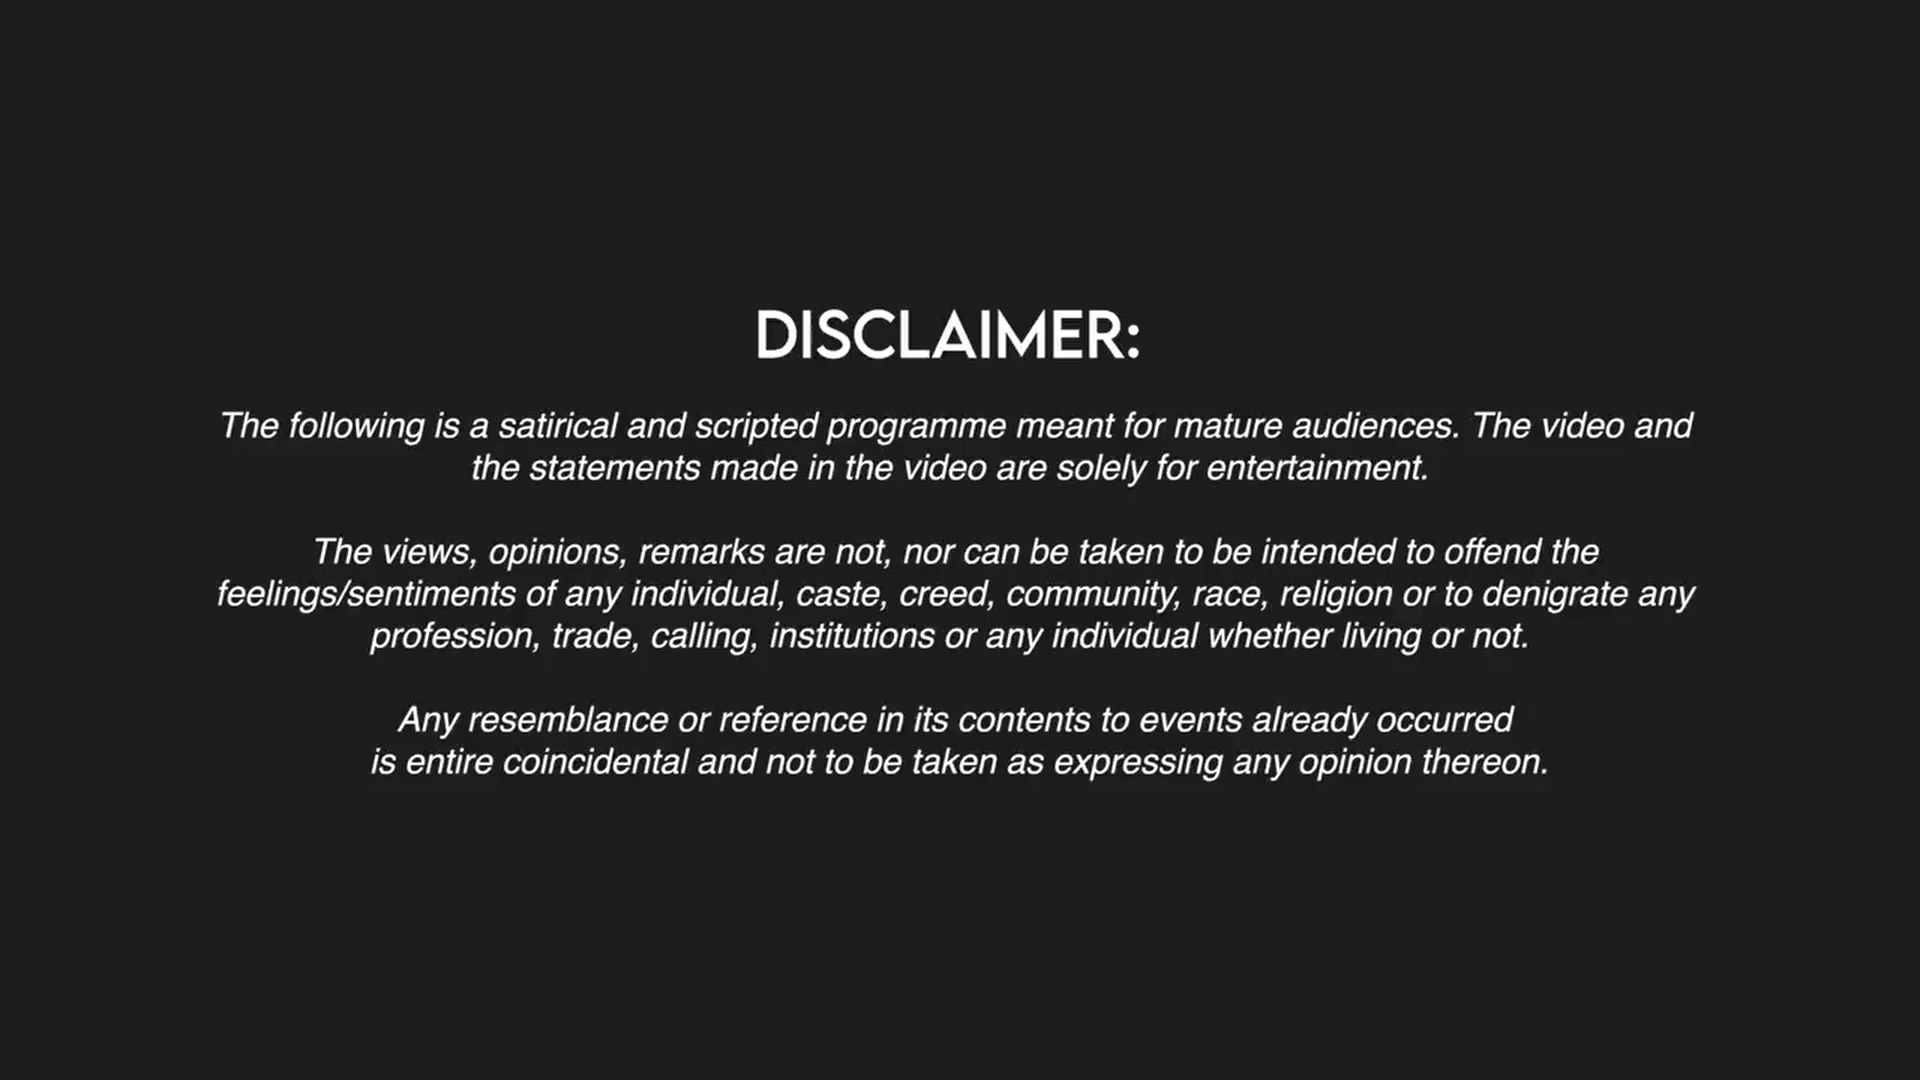 DISCLAIMER:
The following is a satirical and scripted programme meant for mature audiences. The video and
the statements made in the video are solely for entertainment.
The views, opinions, remarks are not, nor can be taken to be intended to offend the
feelings/sentiments of any individual, caste, creed, community, race, religion or to denigrate any
profession, trade, calling, institutions or any individual whether living or not.
Any resemblance or reference in its contents to events already occurred
is entire coincidental and not to be taken as expressing any opinion thereon.